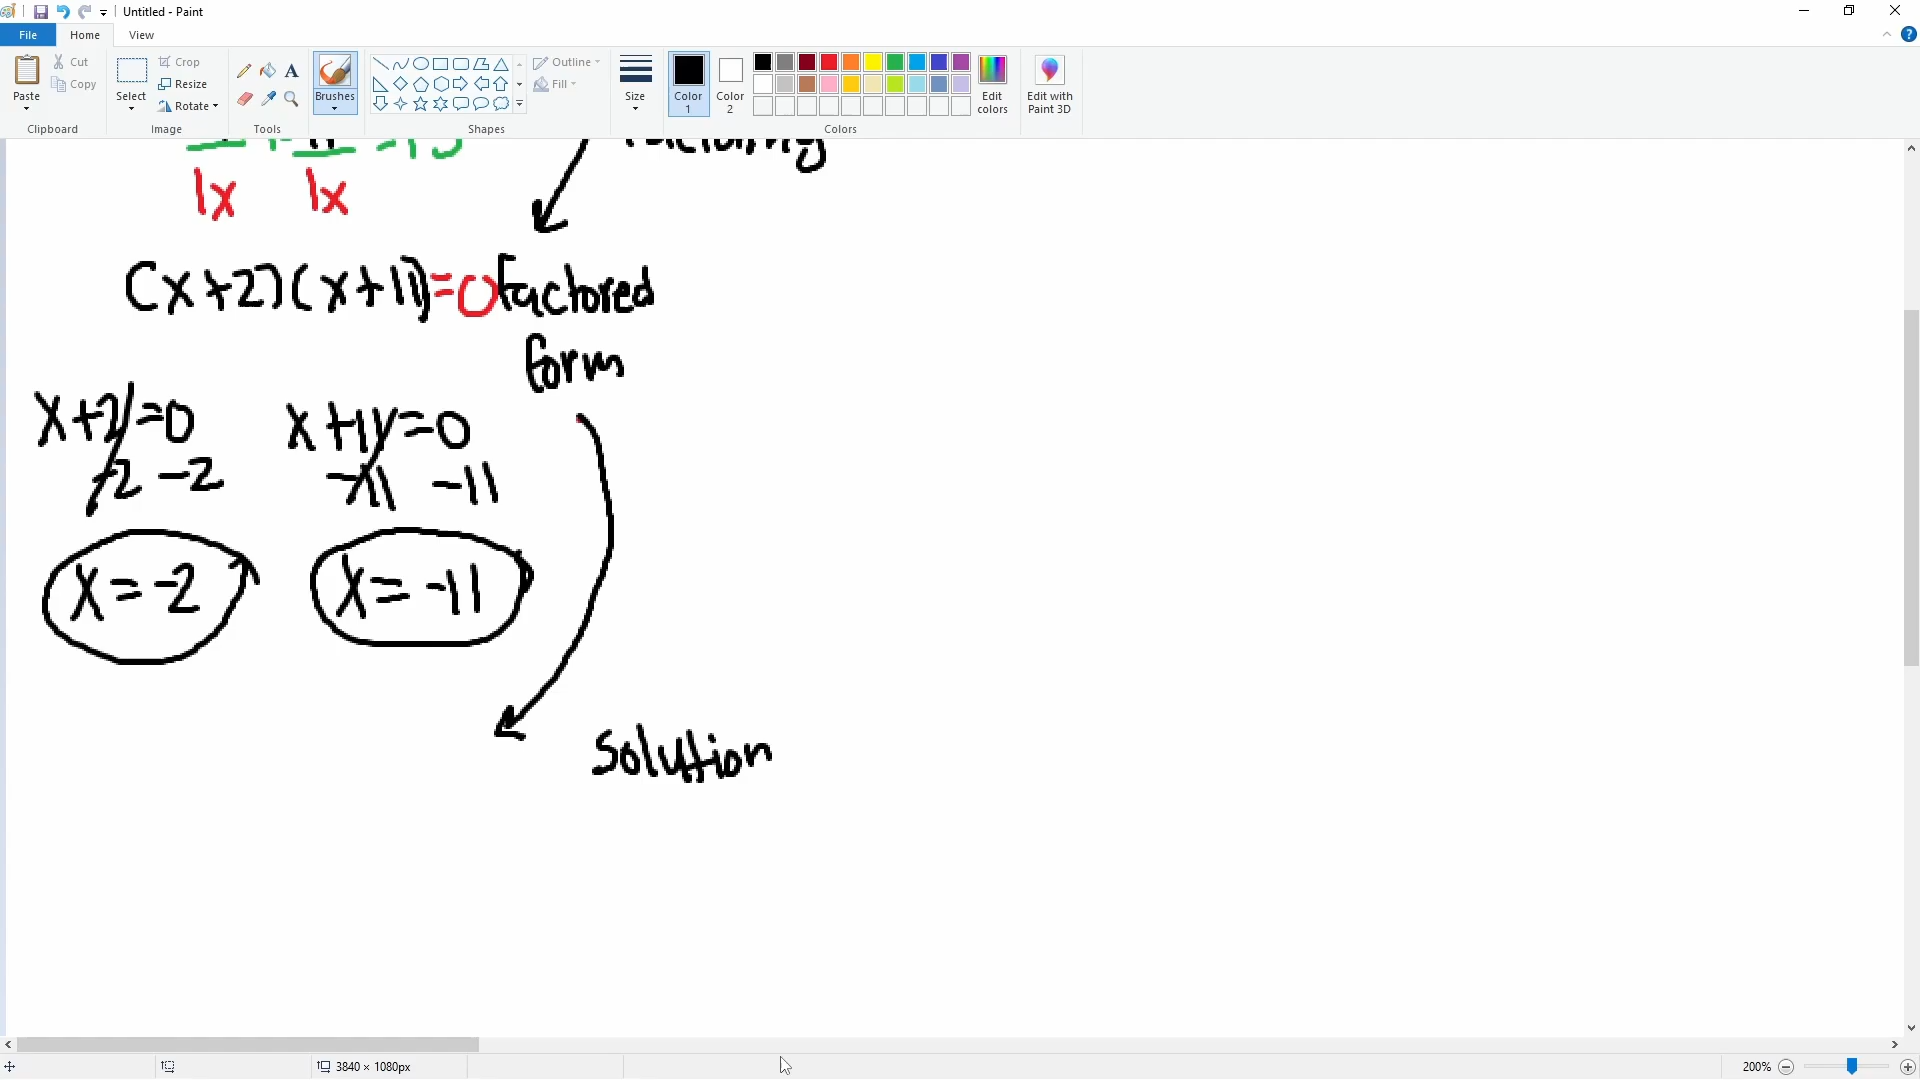 Untitled - Paint
File Home View
Paste
Cut
Copy
Clipboard
Select
Crop
Resize
Rotate
Image
Tools
Brushes
Shapes
Outline
Fill
Size
Color 1
Color 2
Edit colors
Colors
Edit with Paint 3D
factoring
1x 1x
(x+2)(x+11)=0 factored
form
x+2=0 x+11=0
-2 -2 -11 -11
x=-2 x=-11
solution
3840 × 1080px
200%